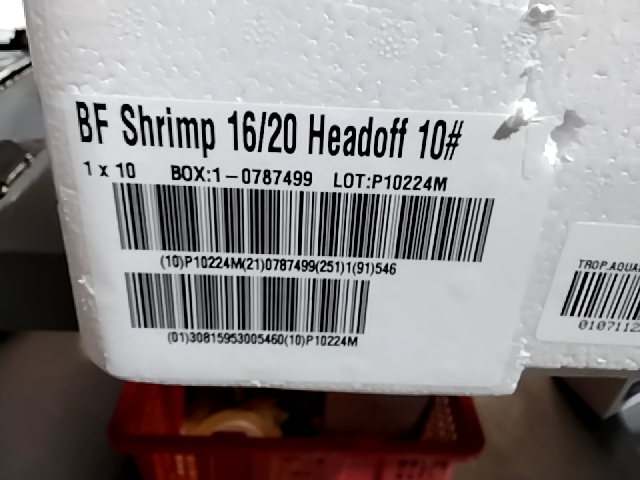 BF Shrimp 16/20 Headoff 10#
1 x 10 BOX:1-0787499 LOT:P10224M
(10)P10224M(21)0787499(251)1(91)546
(01)30815953005460(10)P10224M
TROP.AQUA
0107112